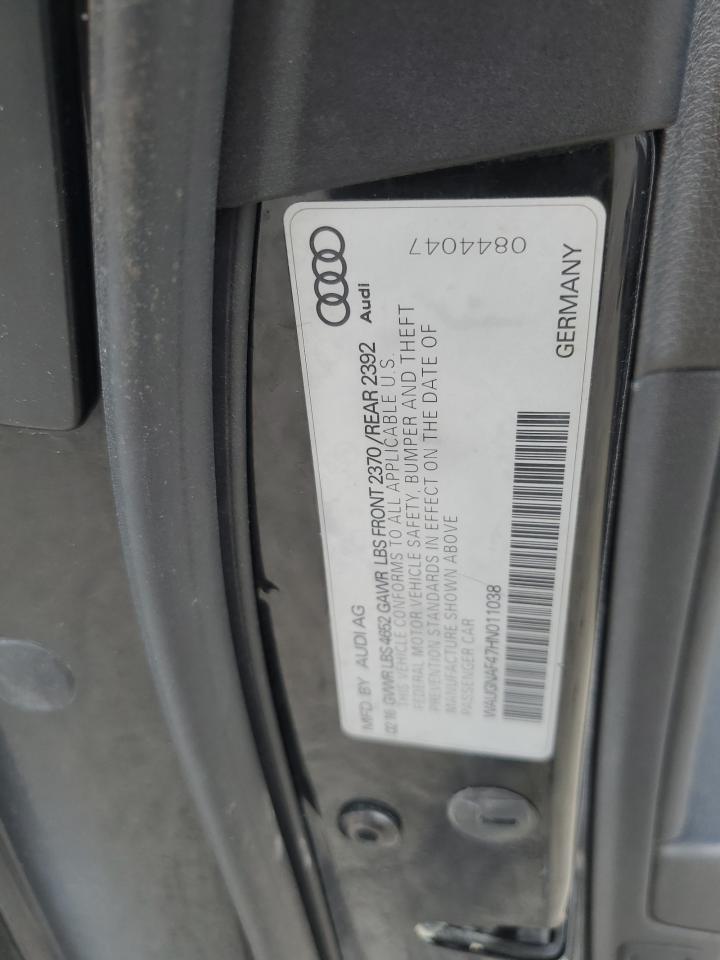 Audi
0844047
MFD. BY AUDI AG
02/16 GVWR LBS 4652 GAWR LBS FRONT 2370 / REAR 2392
THIS VEHICLE CONFORMS TO ALL APPLICABLE U.S.
FEDERAL MOTOR VEHICLE SAFETY, BUMPER AND THEFT
PREVENTION STANDARDS IN EFFECT ON THE DATE OF
MANUFACTURE SHOWN ABOVE
PASSENGER CAR
WAUGNAF47HN011038
GERMANY